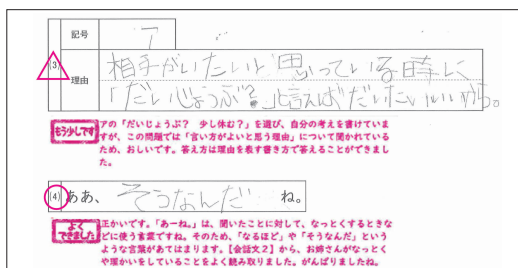 記号 ア
(3)
理由 相手がいたいと思っている時に
「だいじょうぶ?」と言えばだいたいいいから。
もう少しです アの「だいじょうぶ? 少し休む?」を選び、自分の考えを書けていま
すが、この問題では「言い方がよいと思う理由」について聞かれている
ため、おしいです。答え方は理由を表す書き方で答えることができまし
た。
(4) ああ、そうなんだ ね。
よくできました 正かいです。「あーね。」は、聞いたことに対して、なっとくするときな
どに使う言葉ですね。そのため、「なるほど」や「そうなんだ」という
ような言葉があてはまります。【会話文2】から、お姉さんがなっとく
や理かいをしていることをよく読み取りました。がんばりましたね。